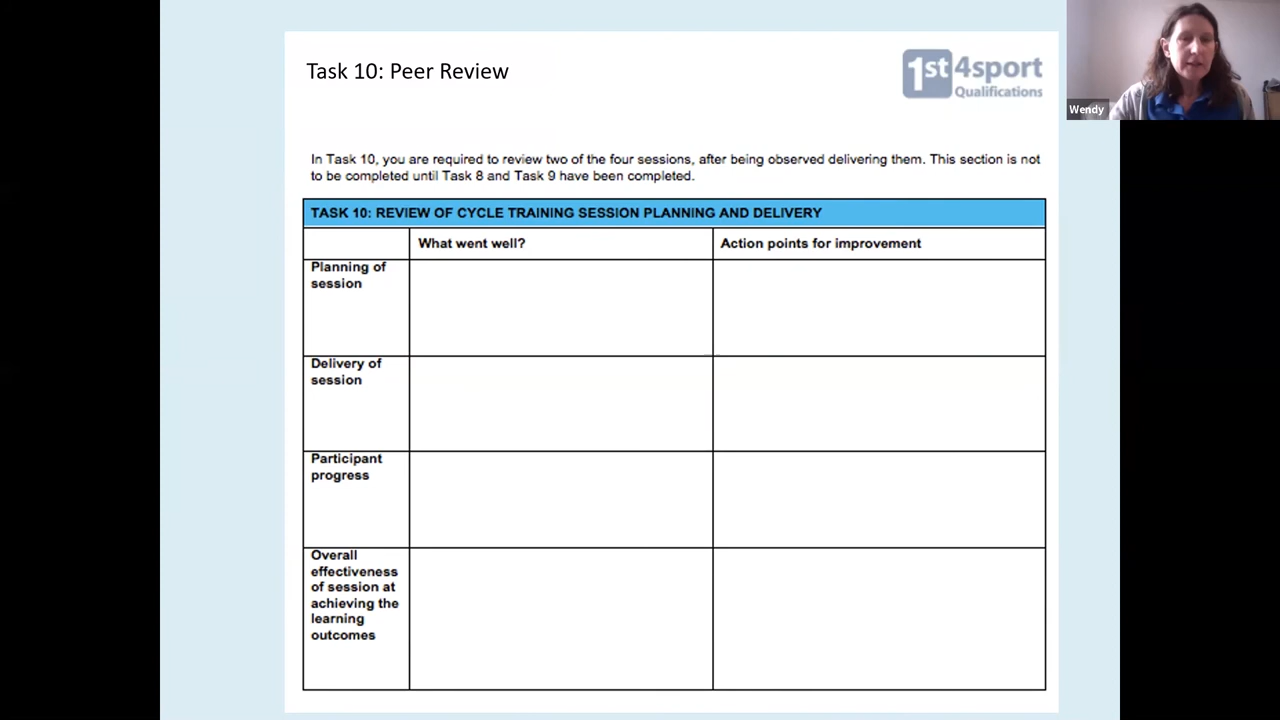 Task 10: Peer Review
1st4sport
Qualifications
Wendy
In Task 10, you are required to review two of the four sessions, after being observed delivering them. This section is not
to be completed until Task 8 and Task 9 have been completed.
TASK 10: REVIEW OF CYCLE TRAINING SESSION PLANNING AND DELIVERY
What went well?
Action points for improvement
Planning of
session
Delivery of
session
Participant
progress
Overall
effectiveness
of session at
achieving the
learning
outcomes